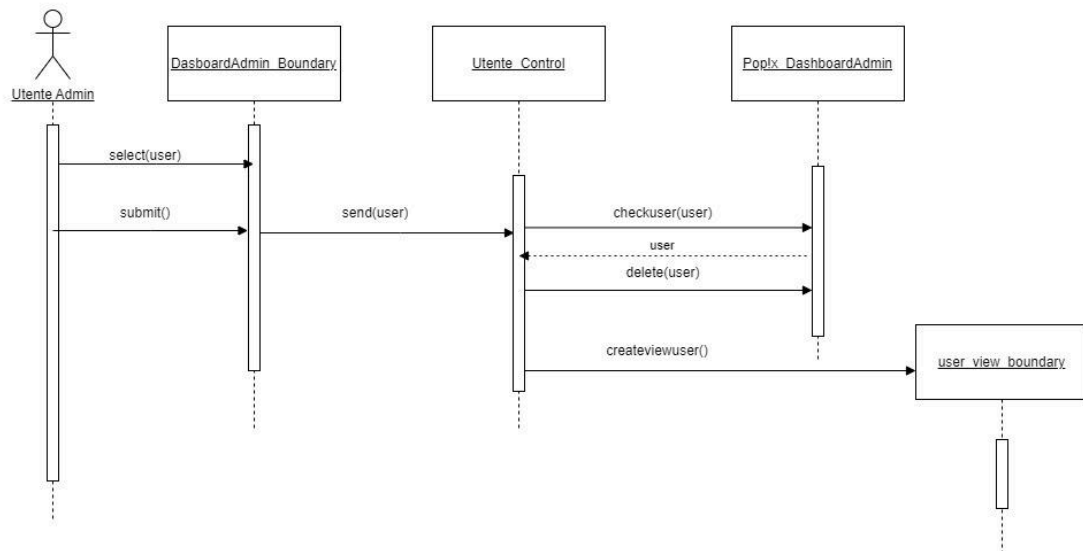 DasboardAdmin_Boundary
Utente_Control
Pop!x_DashboardAdmin
Utente Admin
select(user)
submit()
send(user)
checkuser(user)
user
delete(user)
createviewuser()
user_view_boundary